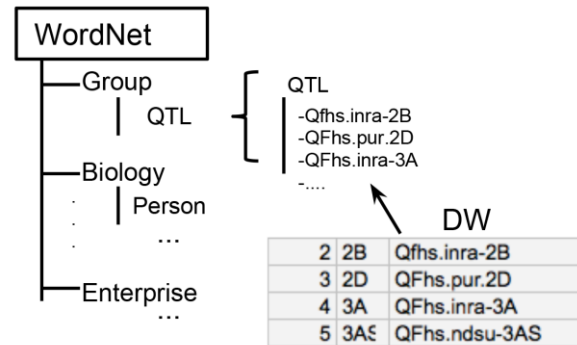 WordNet
Group
QTL
QTL
-Qfhs.inra-2B
-QFhs.pur.2D
-QFhs.inra-3A
-....
Biology
Person
...
Enterprise
...
DW
2 2B Qfhs.inra-2B
3 2D QFhs.pur.2D
4 3A QFhs.inra-3A
5 3AS QFhs.ndsu-3AS